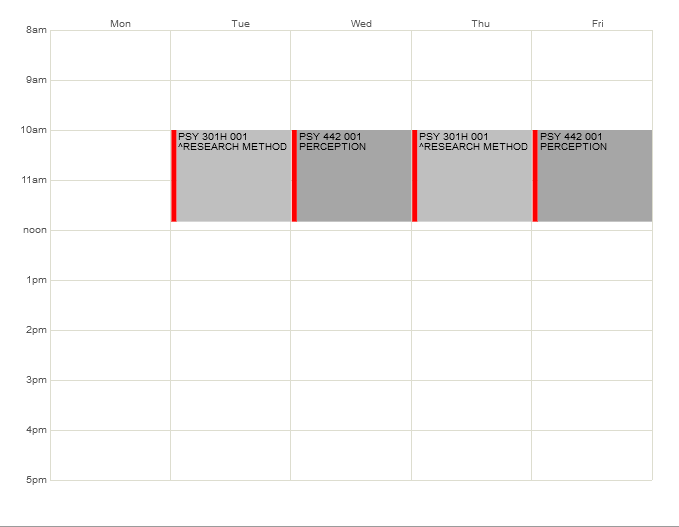 Mon Tue Wed Thu Fri
8am
9am
10am
PSY 301H 001
^RESEARCH METHOD
PSY 442 001
PERCEPTION
PSY 301H 001
^RESEARCH METHOD
PSY 442 001
PERCEPTION
11am
noon
1pm
2pm
3pm
4pm
5pm